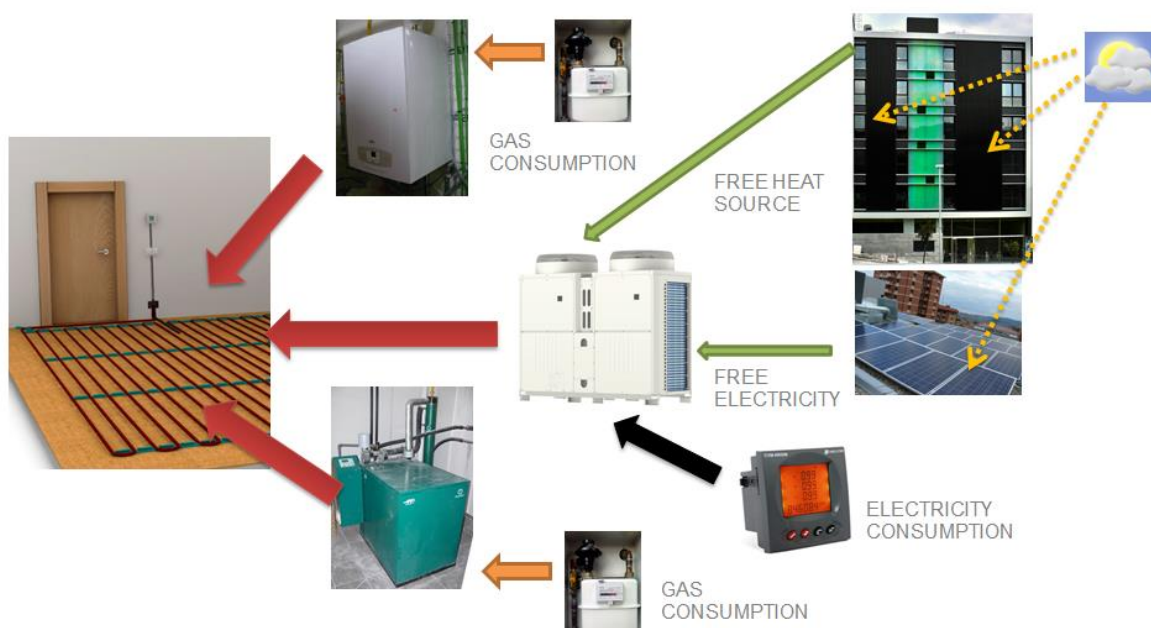 GAS
CONSUMPTION
FREE HEAT
SOURCE
FREE
ELECTRICITY
ELECTRICITY
CONSUMPTION
GAS
CONSUMPTION